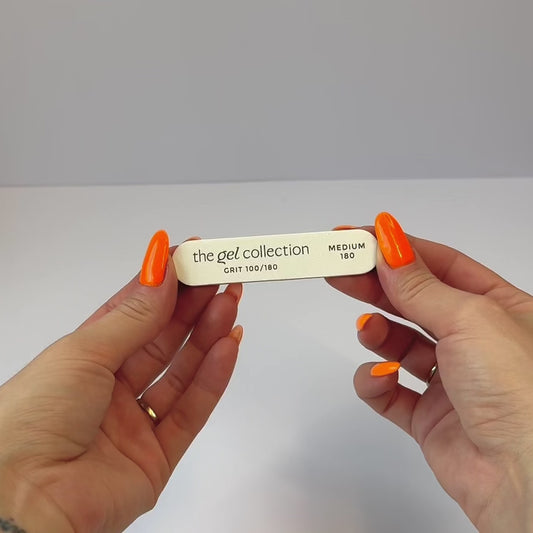 the gel collection
GRIT 100/180
MEDIUM
180